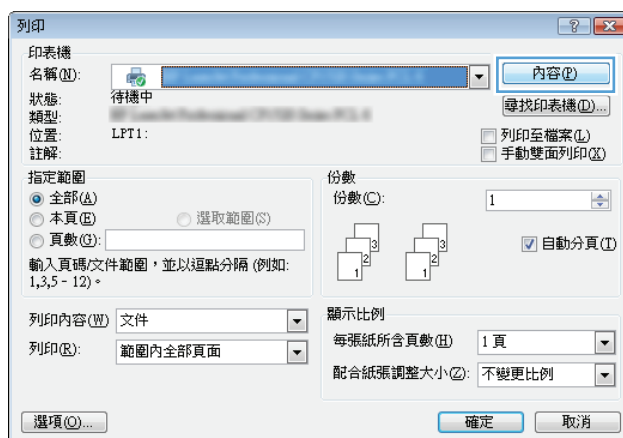 列印
印表機
名稱(N):
內容(P)
狀態: 待機中
尋找印表機(D)...
類型:
位置: LPT1:
列印至檔案(L)
註解:
手動雙面列印(X)
指定範圍
全部(A)
本頁(E) 選取範圍(S)
頁數(G):
輸入頁碼/文件範圍，並以逗點分隔 (例如:
1,3,5 - 12)。
份數
份數(C): 1
1 2 3 1 2 3
自動分頁(T)
列印內容(W) 文件
列印(R): 範圍內全部頁面
顯示比例
每張紙所含頁數(H) 1 頁
配合紙張調整大小(Z): 不變更比例
選項(O)... 確定 取消